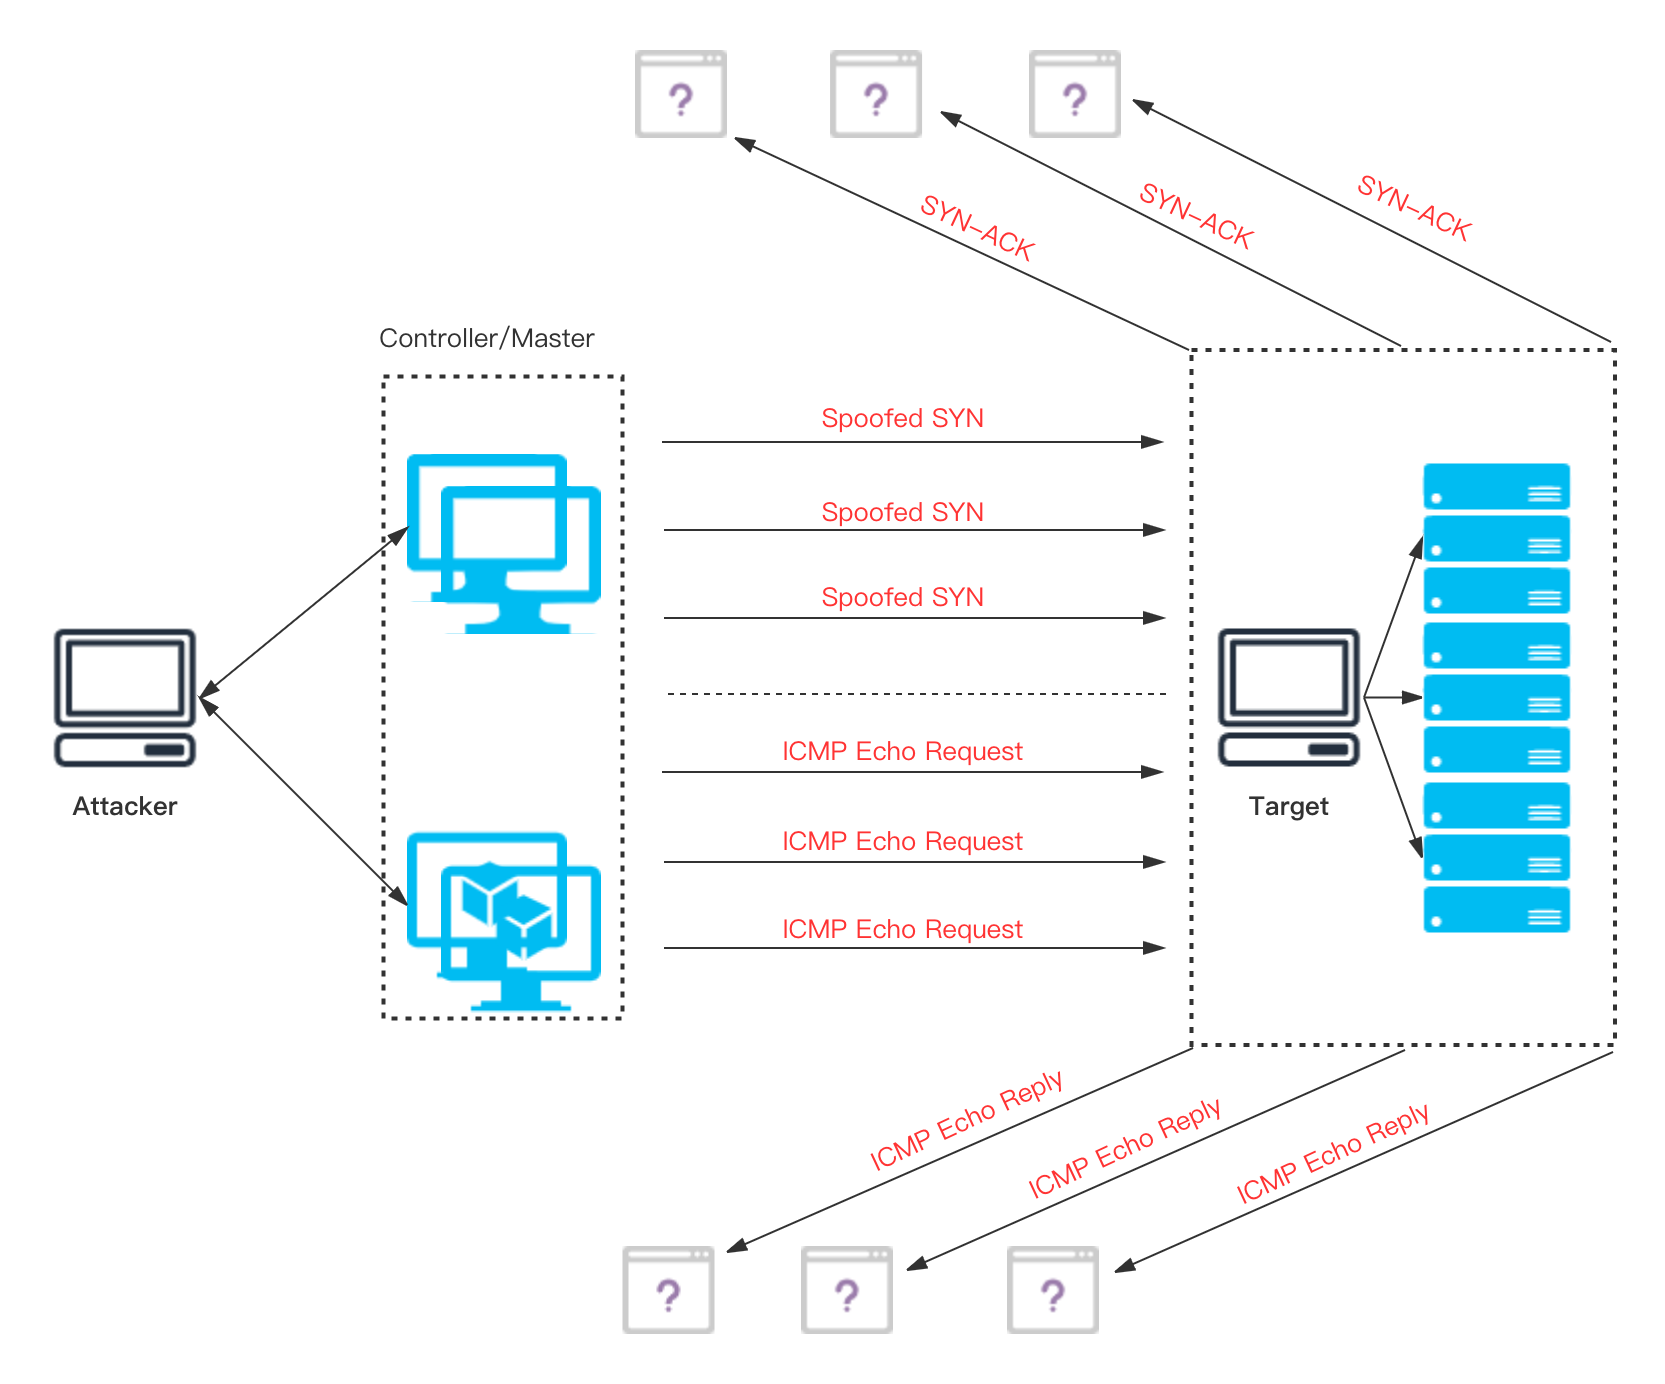 ?
?
?
SYN-ACK
SYN-ACK
SYN-ACK
Controller/Master
Spoofed SYN
Spoofed SYN
Spoofed SYN
ICMP Echo Request
ICMP Echo Request
ICMP Echo Request
Attacker
Target
ICMP Echo Reply
ICMP Echo Reply
ICMP Echo Reply
?
?
?